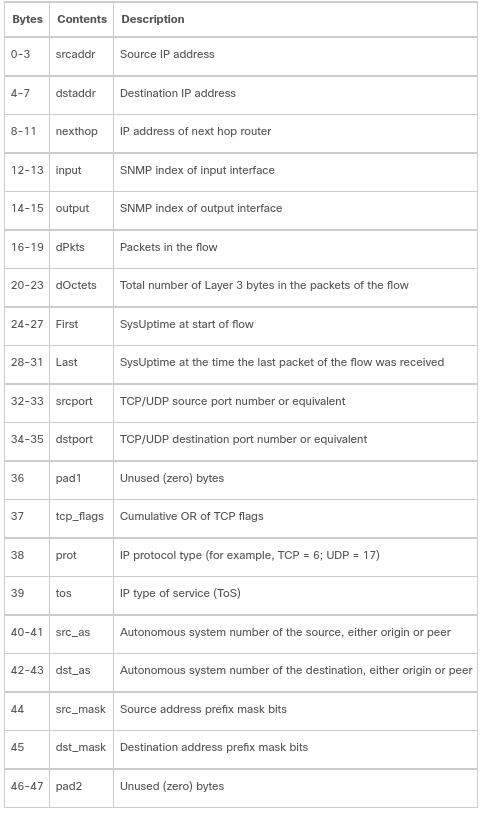 Bytes Contents Description
0-3 srcaddr Source IP address
4-7 dstaddr Destination IP address
8-11 nexthop IP address of next hop router
12-13 input SNMP index of input interface
14-15 output SNMP index of output interface
16-19 dPkts Packets in the flow
20-23 dOctets Total number of Layer 3 bytes in the packets of the flow
24-27 First SysUptime at start of flow
28-31 Last SysUptime at the time the last packet of the flow was received
32-33 srcport TCP/UDP source port number or equivalent
34-35 dstport TCP/UDP destination port number or equivalent
36 pad1 Unused (zero) bytes
37 tcp_flags Cumulative OR of TCP flags
38 prot IP protocol type (for example, TCP = 6; UDP = 17)
39 tos IP type of service (ToS)
40-41 src_as Autonomous system number of the source, either origin or peer
42-43 dst_as Autonomous system number of the destination, either origin or peer
44 src_mask Source address prefix mask bits
45 dst_mask Destination address prefix mask bits
46-47 pad2 Unused (zero) bytes